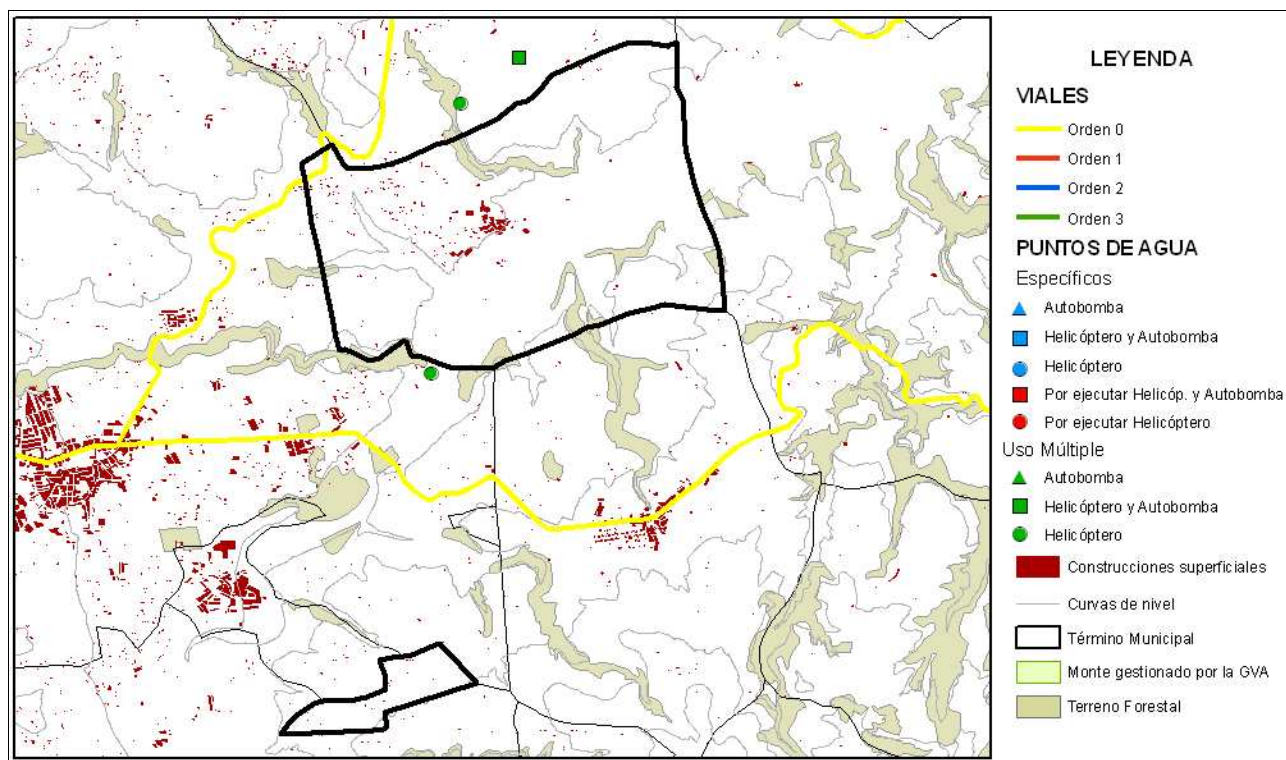 LEYENDA
VIALES
Orden 0
Orden 1
Orden 2
Orden 3
PUNTOS DE AGUA
Específicos
Autobomba
Helicóptero y Autobomba
Helicóptero
Por ejecutar Helicóp. y Autobomba
Por ejecutar Helicóptero
Uso Múltiple
Autobomba
Helicóptero y Autobomba
Helicóptero
Construcciones superficiales
Curvas de nivel
Término Municipal
Monte gestionado por la GVA
Terreno Forestal